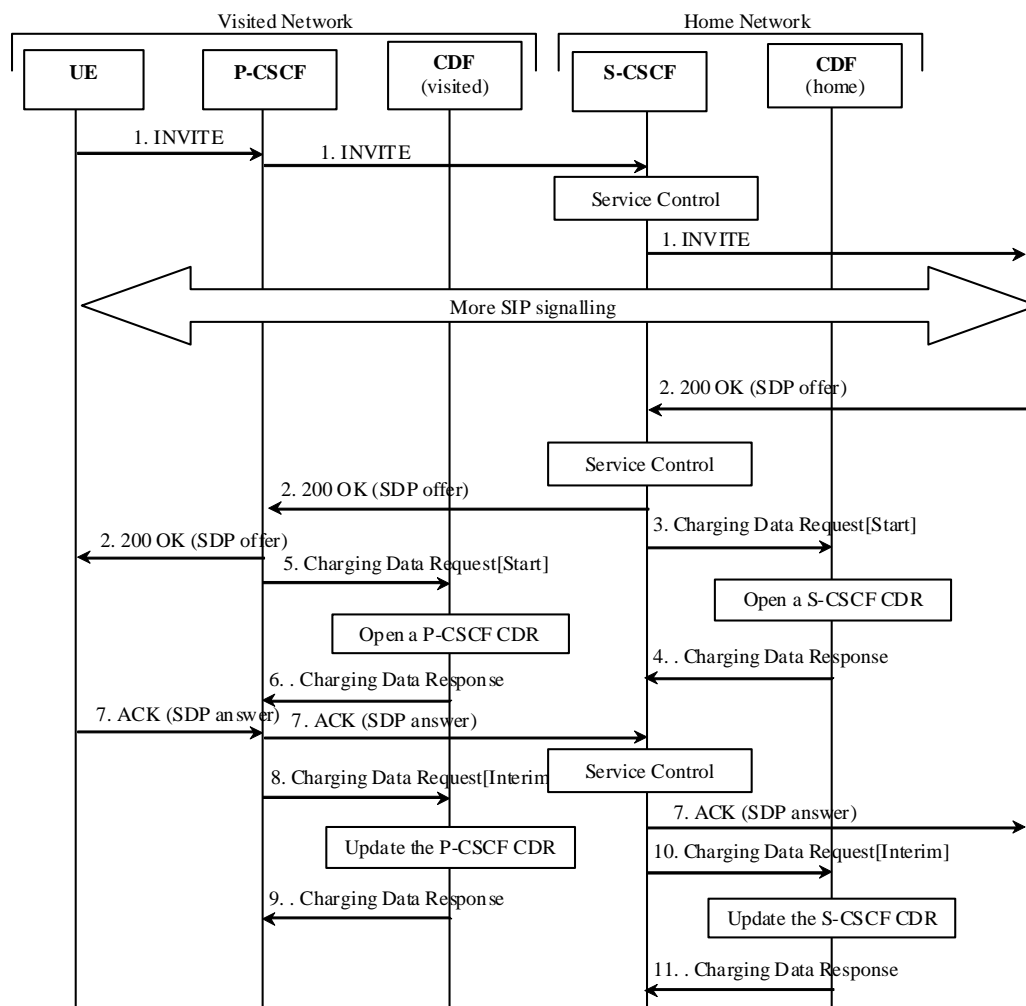 Visited Network
Home Network
UE
P-CSCF
CDF
(visited)
S-CSCF
CDF
(home)
1. INVITE
1. INVITE
Service Control
1. INVITE
More SIP signalling
2. 200 OK (SDP offer)
Service Control
2. 200 OK (SDP offer)
3. Charging Data Request[Start]
2. 200 OK (SDP offer)
5. Charging Data Request[Start]
Open a S-CSCF CDR
Open a P-CSCF CDR
4. . Charging Data Response
6. . Charging Data Response
7. ACK (SDP answer)
7. ACK (SDP answer)
Service Control
8. Charging Data Request[Interim
7. ACK (SDP answer)
Update the P-CSCF CDR
10. Charging Data Request[Interim]
9. . Charging Data Response
Update the S-CSCF CDR
11. . Charging Data Response